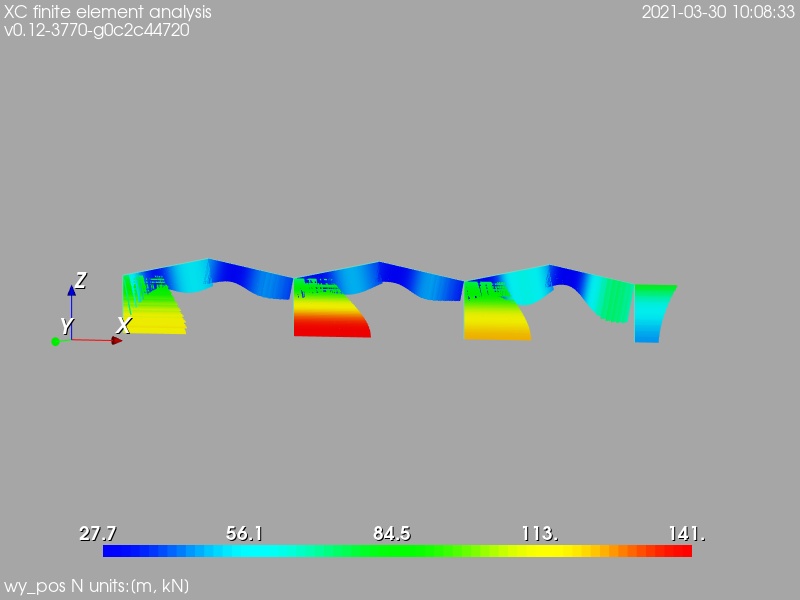 XC finite element analysis
2021-03-30 10:08:33
v0.12-3770-g0c2c44720
Z
Y
X
27.7 56.1 84.5 113. 141.
wy_pos N units:[m, kN]